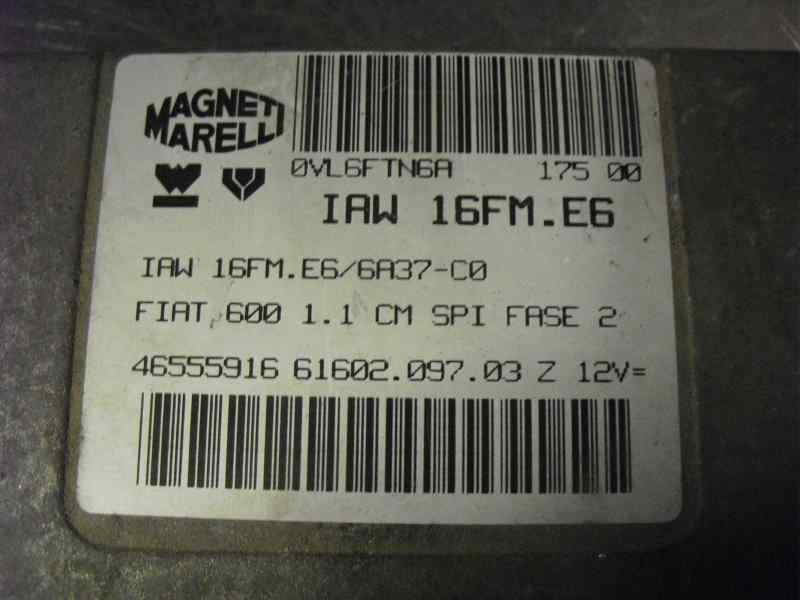 MAGNETI
MARELLI
0VL6FTN6A 175 00
IAW 16FM.E6
IAW 16FM.E6/6A37-C0
FIAT 600 1.1 CM SPI FASE 2
46555916 61602.097.03 Z 12V=